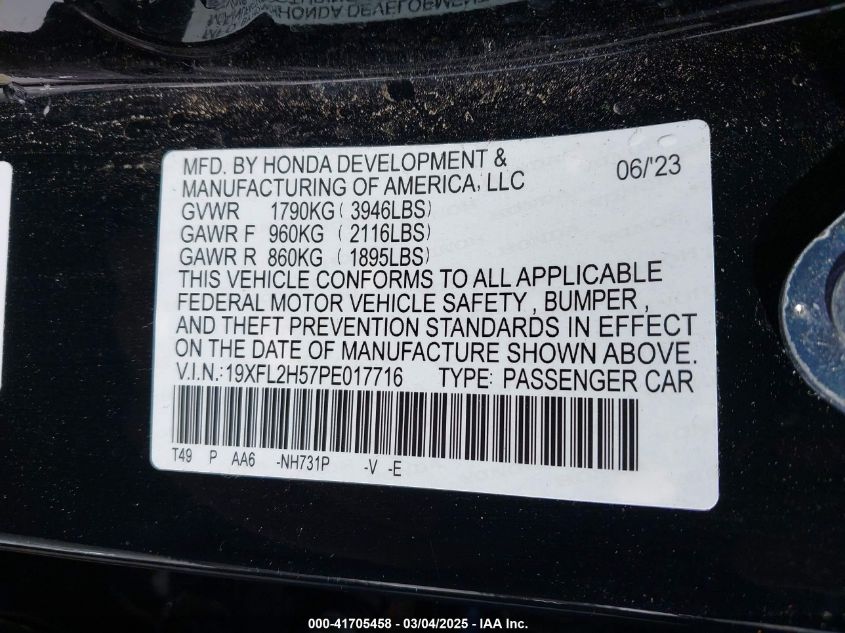 MFD. BY HONDA DEVELOPMENT & 06/'23
MANUFACTURING OF AMERICA, LLC
GVWR 1790KG ( 3946LBS)
GAWR F 960KG ( 2116LBS)
GAWR R 860KG ( 1895LBS)
THIS VEHICLE CONFORMS TO ALL APPLICABLE
FEDERAL MOTOR VEHICLE SAFETY , BUMPER ,
AND THEFT PREVENTION STANDARDS IN EFFECT
ON THE DATE OF MANUFACTURE SHOWN ABOVE.
V.I.N.:19XFL2H57PE017716 TYPE: PASSENGER CAR
T49 P AA6 -NH731P -V -E
000-41705458 - 03/04/2025 - IAA Inc.